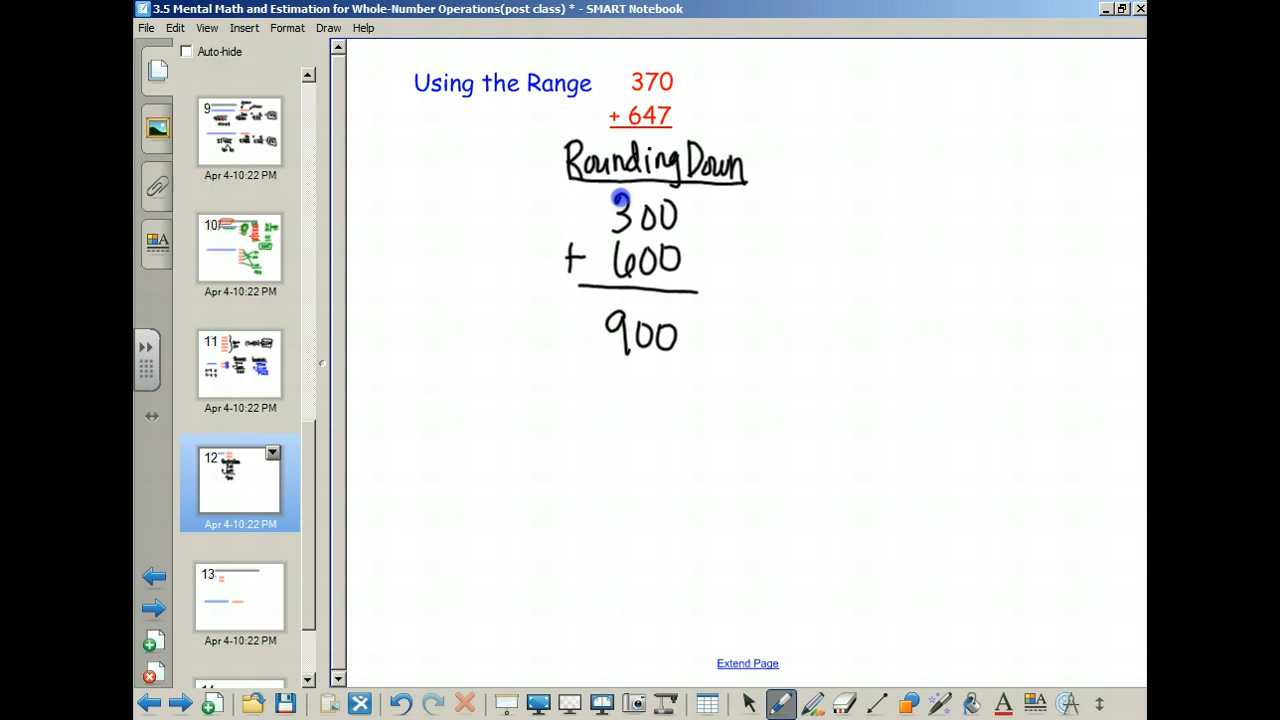 3.5 Mental Math and Estimation for Whole-Number Operations(post class) * - SMART Notebook
File Edit View Insert Format Draw Help
Auto-hide
9
Apr 4-10:22 PM
10
Apr 4-10:22 PM
11
Apr 4-10:22 PM
12
Apr 4-10:22 PM
13
Apr 4-10:22 PM
Using the Range 370
+ 647
Rounding Down
300
+ 600
900
Extend Page